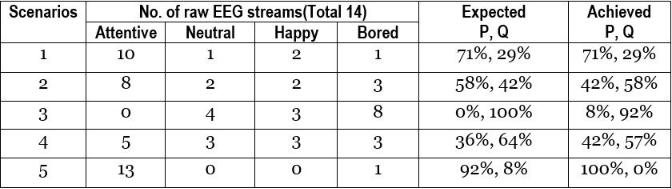 Scenarios No. of raw EEG streams(Total 14) Expected Achieved
Attentive Neutral Happy Bored P, Q P, Q
1 10 1 2 1 71%, 29% 71%, 29%
2 8 2 2 3 58%, 42% 42%, 58%
3 0 4 3 8 0%, 100% 8%, 92%
4 5 3 3 3 36%, 64% 42%, 57%
5 13 0 0 1 92%, 8% 100%, 0%